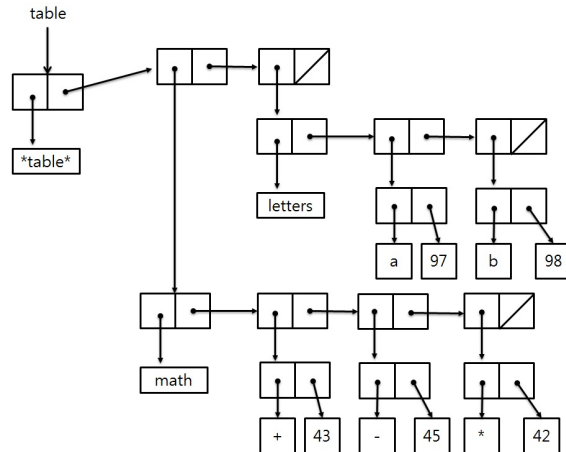 table
*table*
letters
a 97 b 98
math
+ 43 - 45 * 42